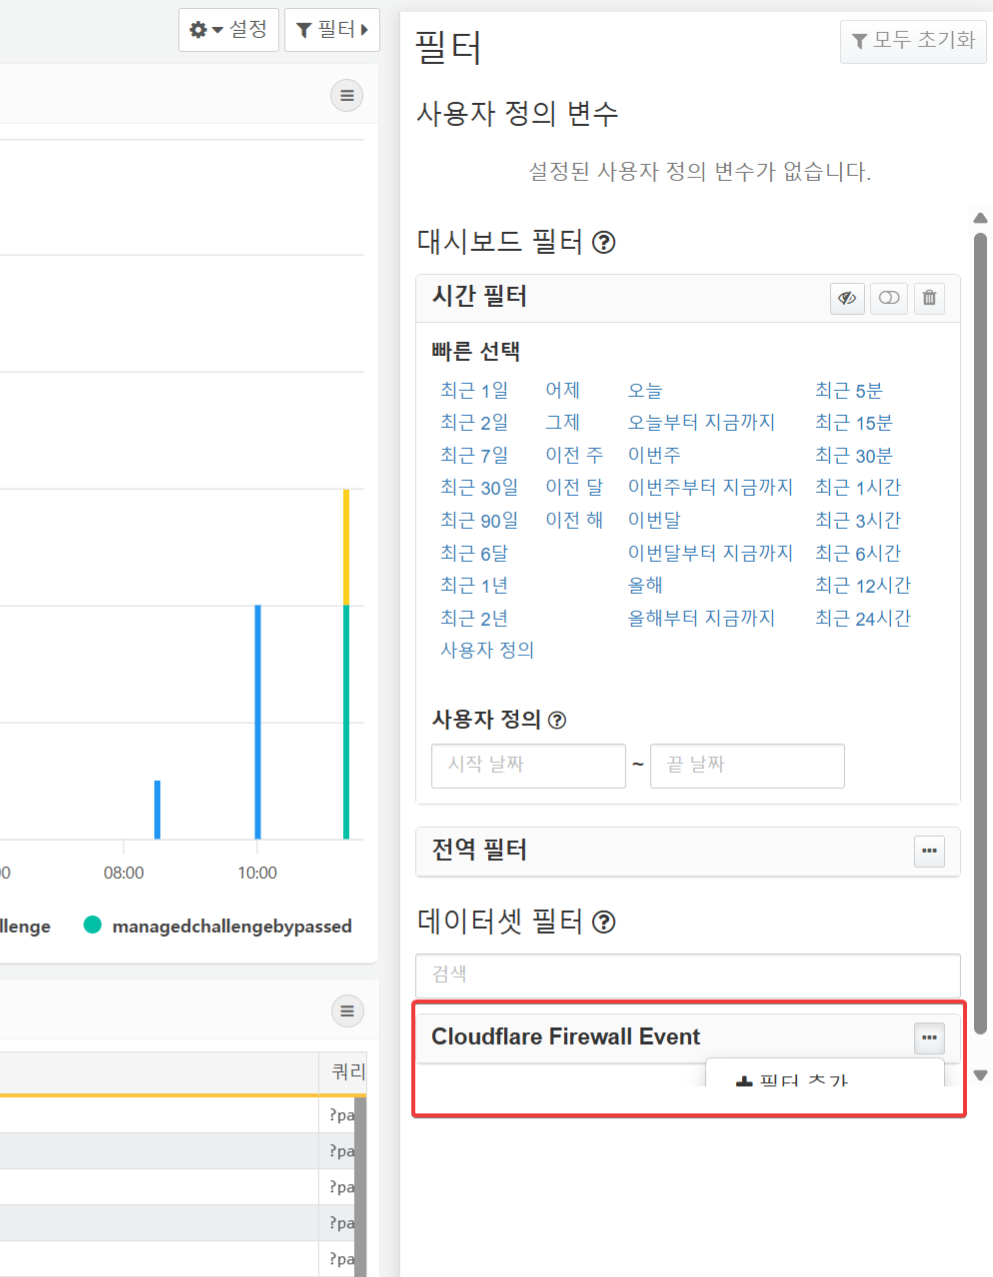 설정
필터
필터
모두 초기화
사용자 정의 변수
설정된 사용자 정의 변수가 없습니다.
대시보드 필터
시간 필터
빠른 선택
최근 1일 어제 오늘 최근 5분
최근 2일 그제 오늘부터 지금까지 최근 15분
최근 7일 이전 주 이번주 최근 30분
최근 30일 이전 달 이번주부터 지금까지 최근 1시간
최근 90일 이전 해 이번달 최근 3시간
최근 6달 이번달부터 지금까지 최근 6시간
최근 1년 올해 최근 12시간
최근 2년 올해부터 지금까지 최근 24시간
사용자 정의
사용자 정의
시작 날짜 ~ 끝 날짜
전역 필터
데이터셋 필터
검색
Cloudflare Firewall Event
필터 추가
0 08:00 10:00
llenge managedchallengebypassed
쿼리
?pa
?pa
?pa
?pa
?pa